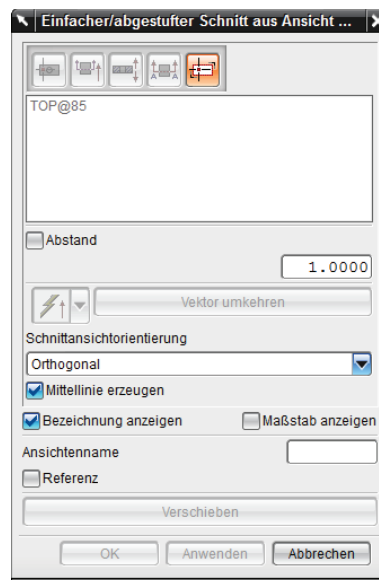 Einfacher/abgestufter Schnitt aus Ansicht ...
TOP@85
Abstand
1.0000
Vektor umkehren
Schnittansichtorientierung
Orthogonal
Mittellinie erzeugen
Bezeichnung anzeigen
Maßstab anzeigen
Ansichtenname
Referenz
Verschieben
OK
Anwenden
Abbrechen